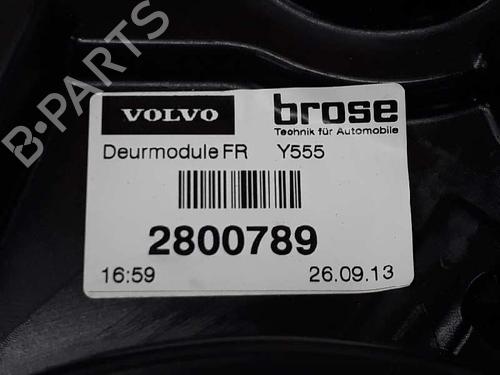 B-PARTS
VOLVO
brose
Technik für Automobile
Deurmodule FR Y555
2800789
16:59 26.09.13